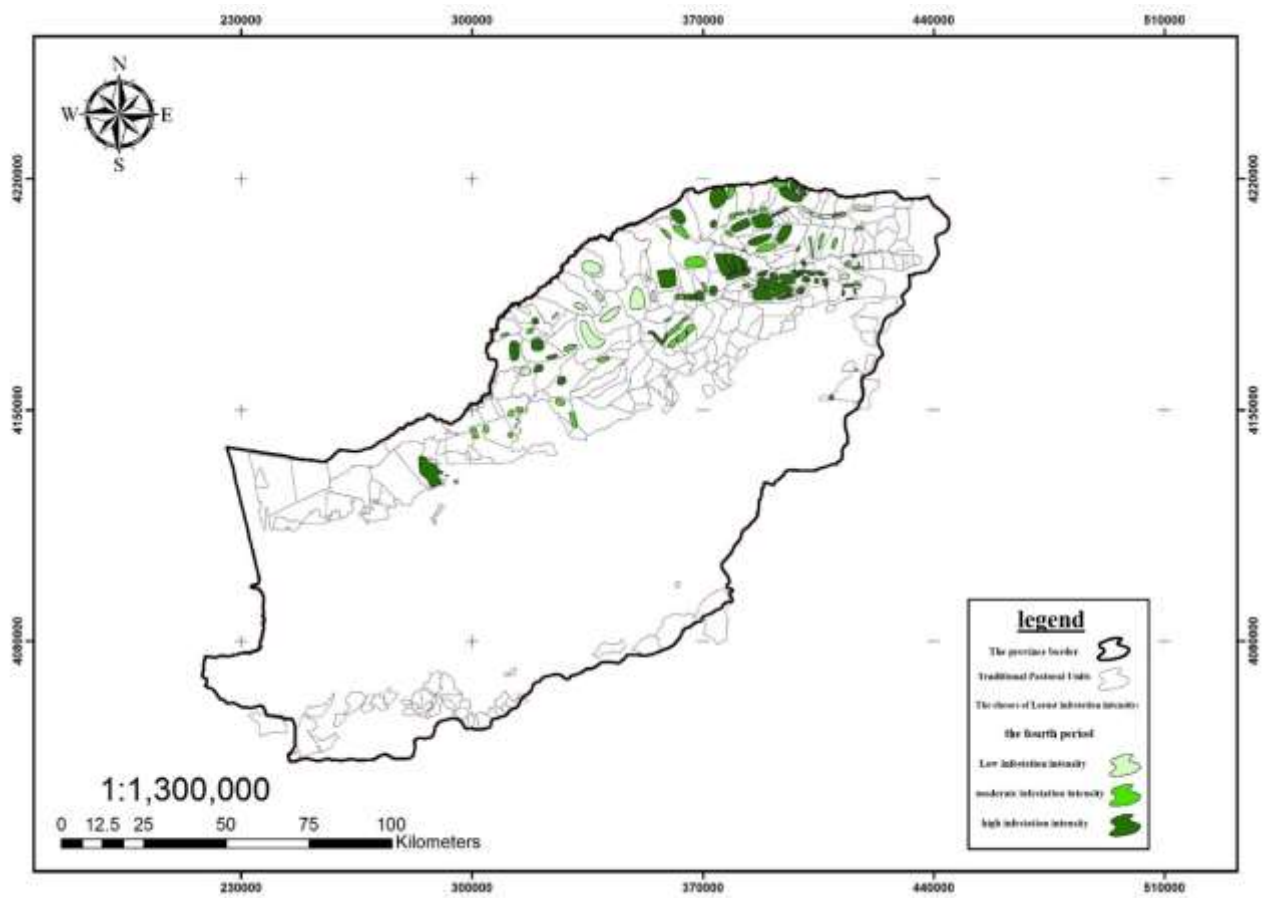 230000 300000 370000 440000 510000
N
W E
S
4220000 4220000
4150000 4150000
4080000 4080000
legend
The province border
Traditional Pastoral Units
The classes of Locust infestation intensity:
the fourth period
Low infestation intensity
moderate infestation intensity
high infestation intensity
1:1,300,000
0 12.5 25 50 75 100
Kilometers
230000 300000 370000 440000 510000